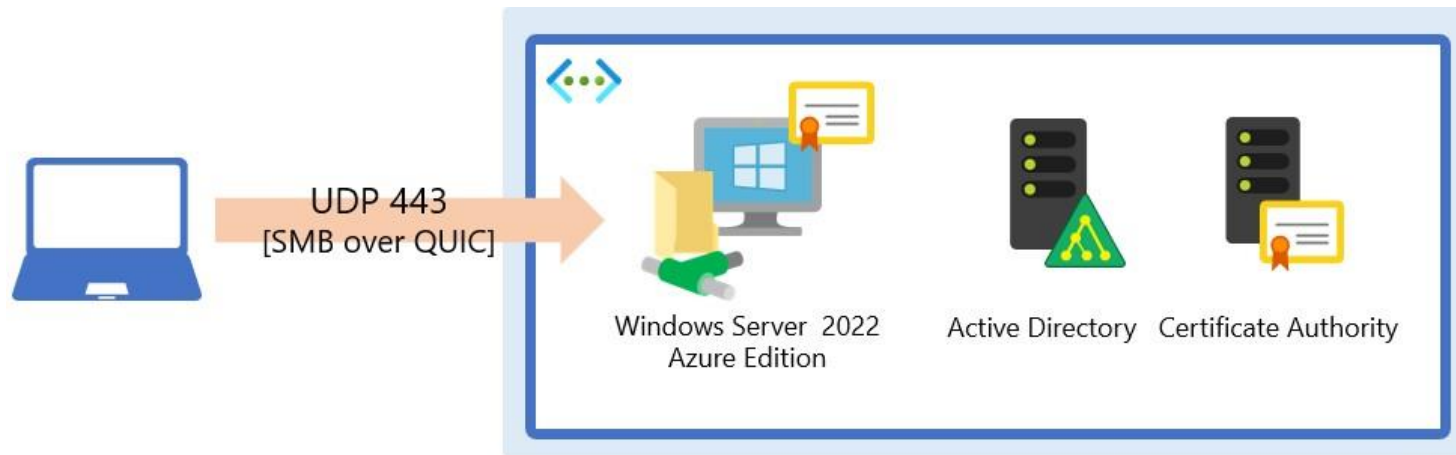 UDP 443
[SMB over QUIC]
Windows Server 2022
Azure Edition
Active Directory
Certificate Authority